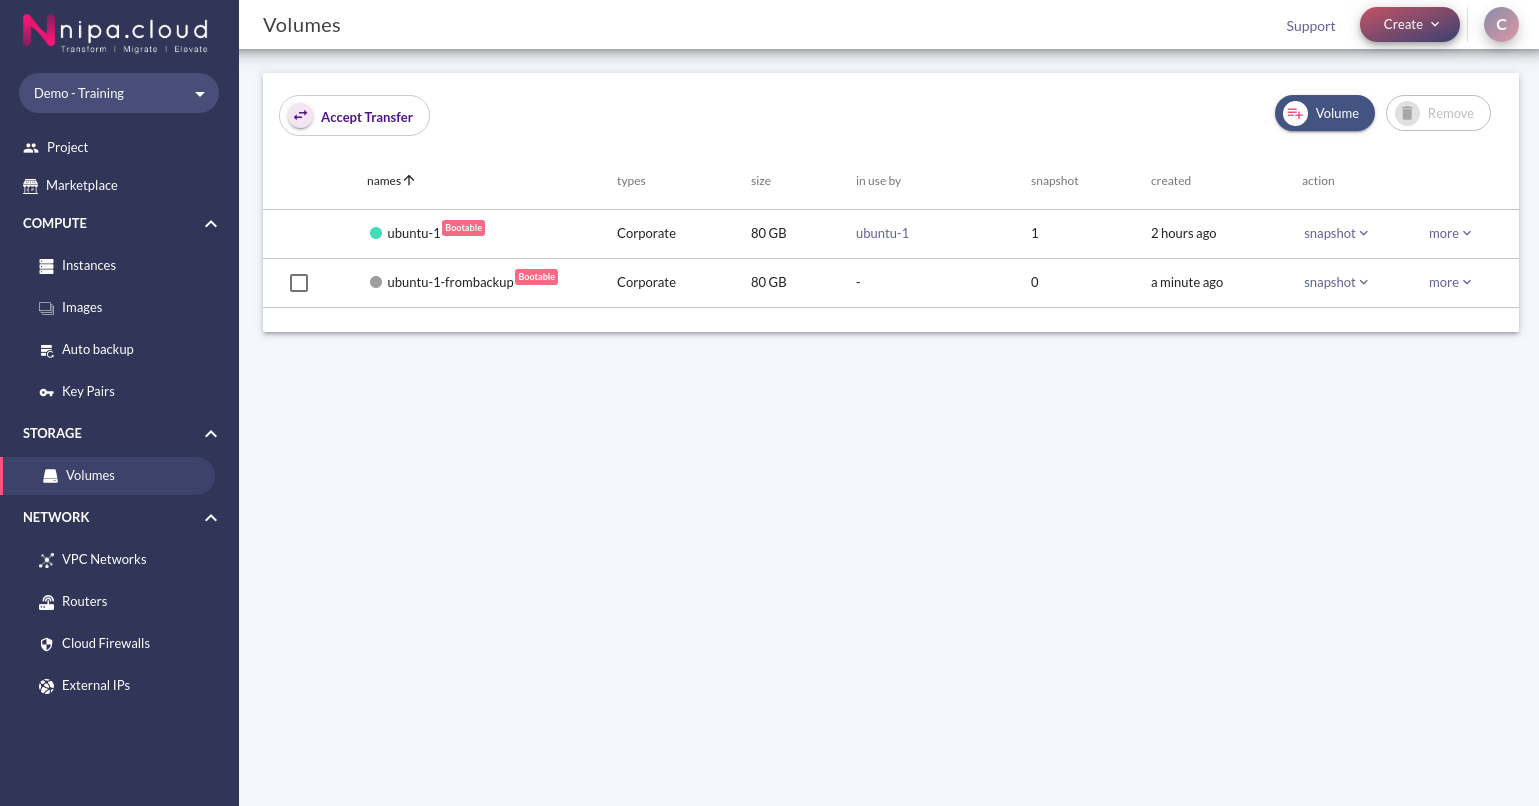 nipa.cloud
Transform | Migrate | Elevate
Demo - Training
Project
Marketplace
COMPUTE
Instances
Images
Auto backup
Key Pairs
STORAGE
Volumes
NETWORK
VPC Networks
Routers
Cloud Firewalls
External IPs
Volumes
Support
Create
C
Accept Transfer
Volume
Remove
names types size in use by snapshot created action
ubuntu-1 Bootable Corporate 80 GB ubuntu-1 1 2 hours ago snapshot more
ubuntu-1-frombackup Bootable Corporate 80 GB - 0 a minute ago snapshot more